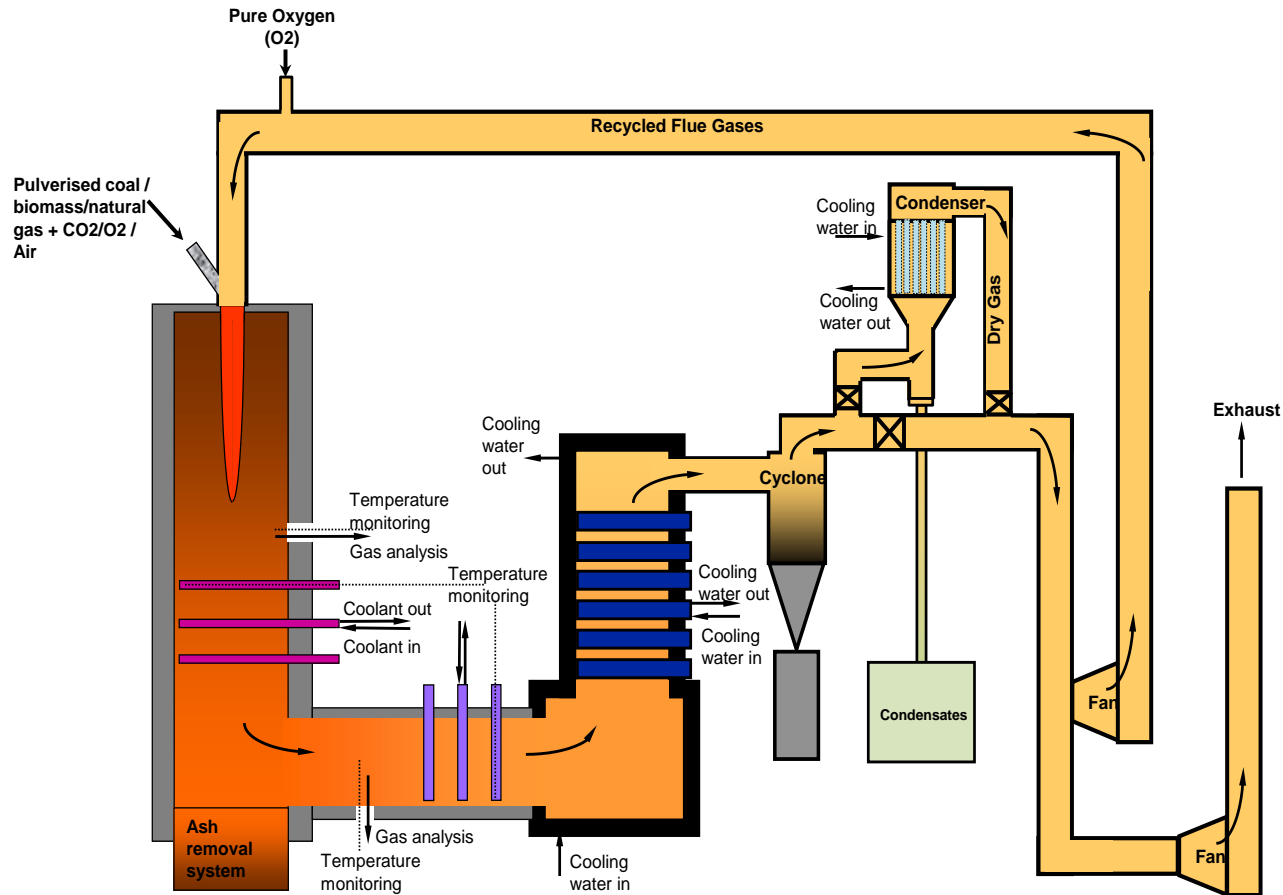 Pure Oxygen
(O2)
Recycled Flue Gases
Pulverised coal /
biomass/natural
gas + CO2/O2 /
Air
Condenser
Cooling
water in
Cooling
water out
Dry Gas
Exhaust
Cooling
water
out
Cyclone
Temperature
monitoring
Gas analysis
Temperature
monitoring
Cooling
water out
Coolant out
Coolant in
Cooling
water in
Fan
Condensates
Ash
removal
system
Gas analysis
Temperature
monitoring
Cooling
water in
Fan